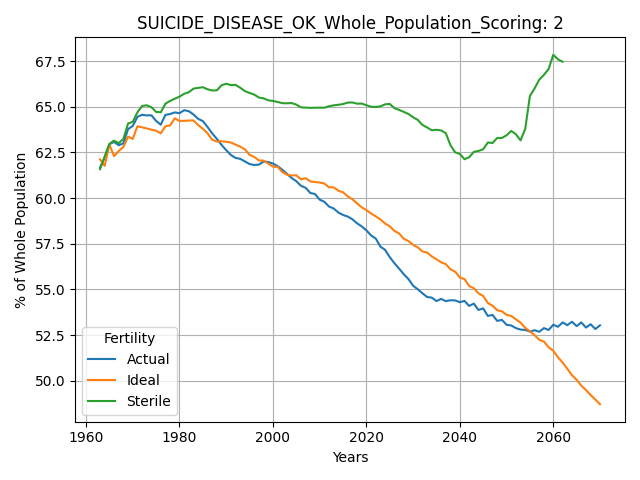 SUICIDE_DISEASE_OK_Whole_Population_Scoring: 2
% of Whole Population
67.5
65.0
62.5
60.0
57.5
55.0
52.5
50.0
Fertility
Actual
Ideal
Sterile
1960
1980
2000
2020
2040
2060
Years